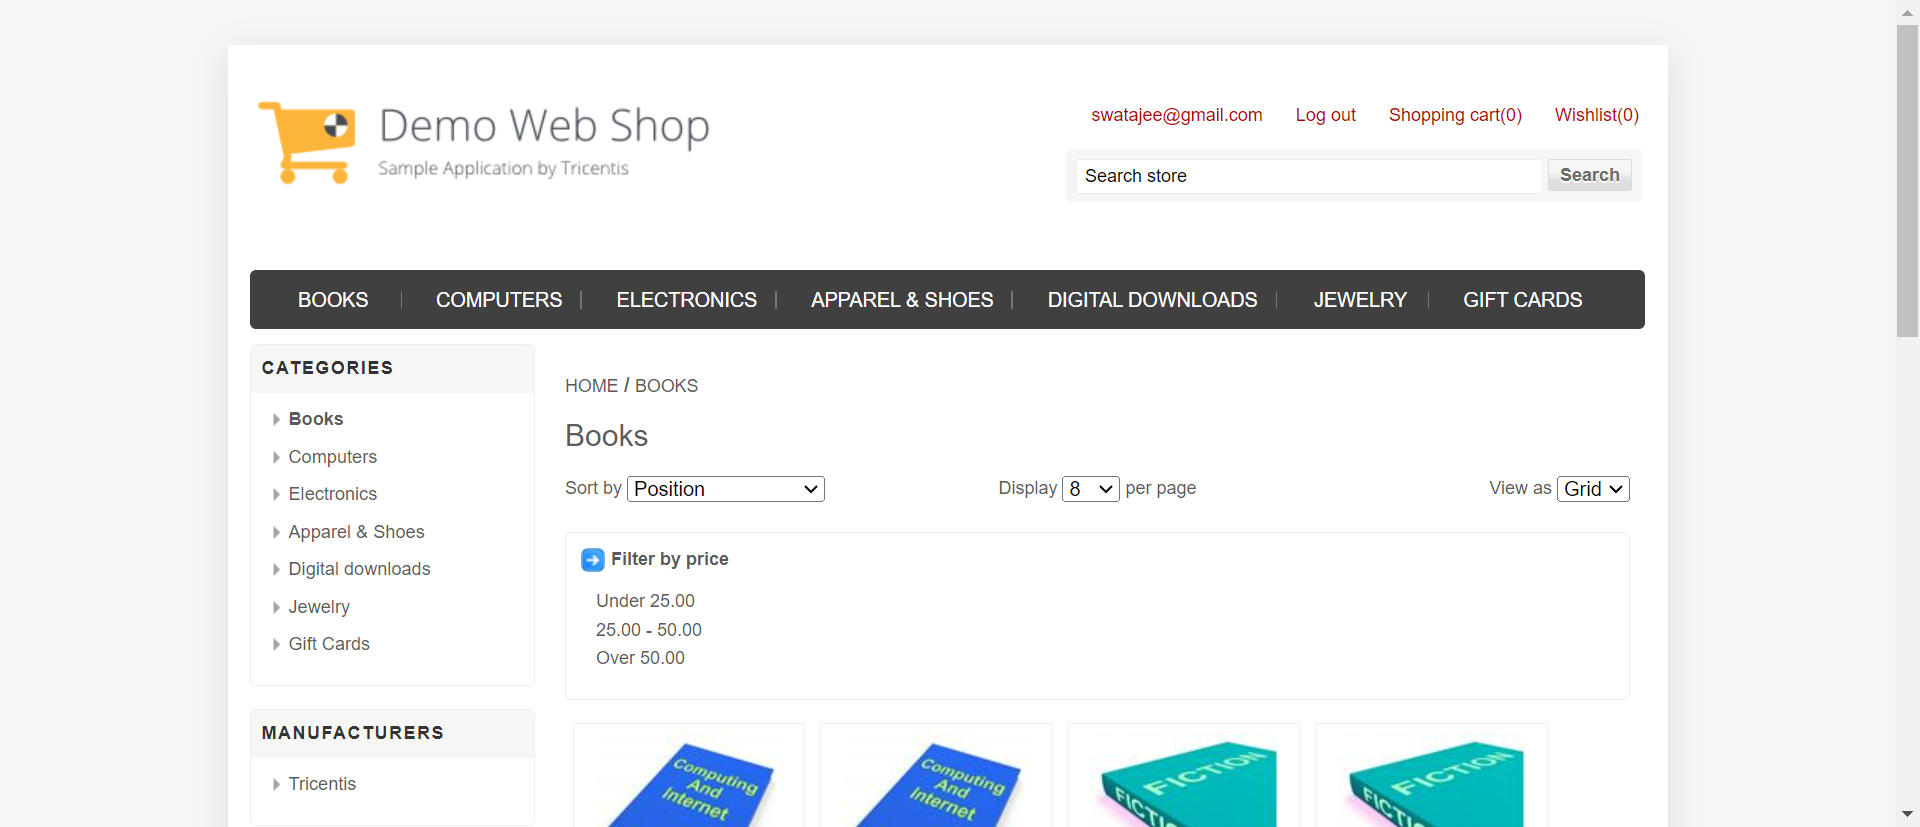 Demo Web Shop
Sample Application by Tricentis
swatajee@gmail.com Log out Shopping cart(0) Wishlist(0)
Search store Search
BOOKS COMPUTERS ELECTRONICS APPAREL & SHOES DIGITAL DOWNLOADS JEWELRY GIFT CARDS
CATEGORIES
Books
Computers
Electronics
Apparel & Shoes
Digital downloads
Jewelry
Gift Cards
MANUFACTURERS
Tricentis
HOME / BOOKS
Books
Sort by Position Display 8 per page View as Grid
Filter by price
Under 25.00
25.00 - 50.00
Over 50.00
Computing
And
Internet
Computing
And
Internet
FICTION
FICTIO
FICTION
FICTIO